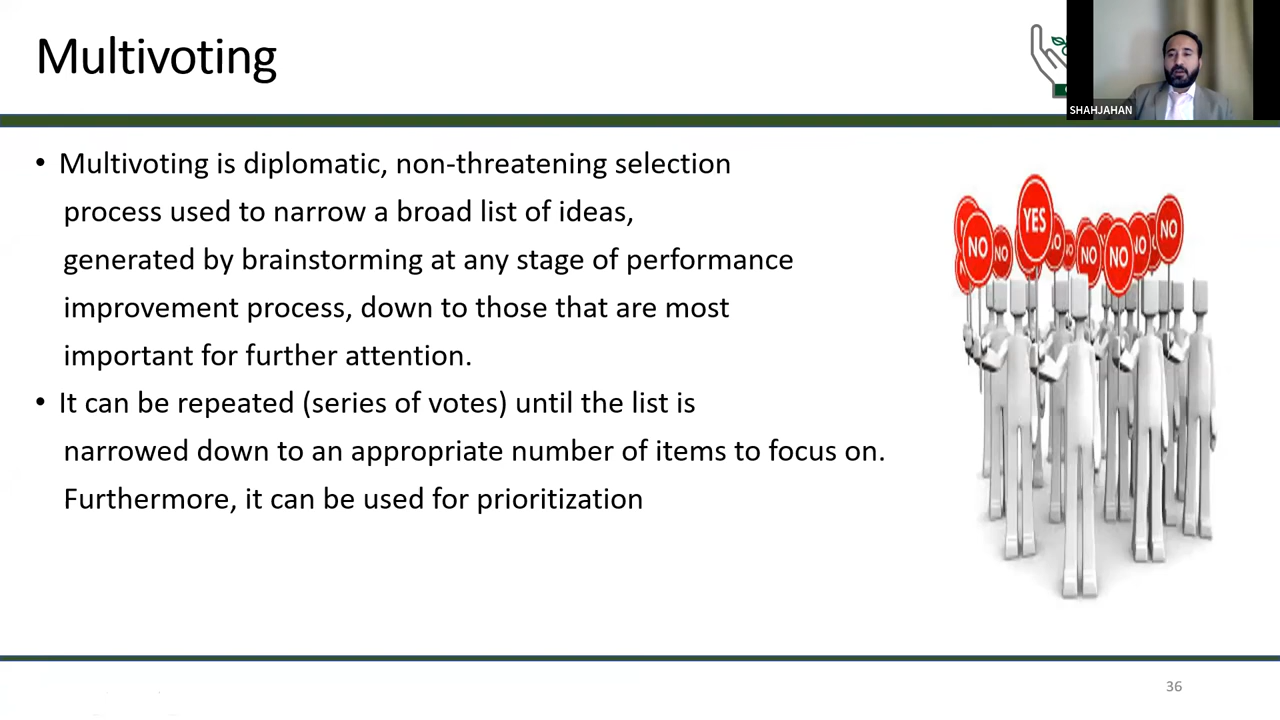 Multivoting
SHAHJAHAN
• Multivoting is diplomatic, non-threatening selection
process used to narrow a broad list of ideas,
generated by brainstorming at any stage of performance
improvement process, down to those that are most
important for further attention.
• It can be repeated (series of votes) until the list is
narrowed down to an appropriate number of items to focus on.
Furthermore, it can be used for prioritization
YES
NO
NO
NO
NO
NO
NO
36